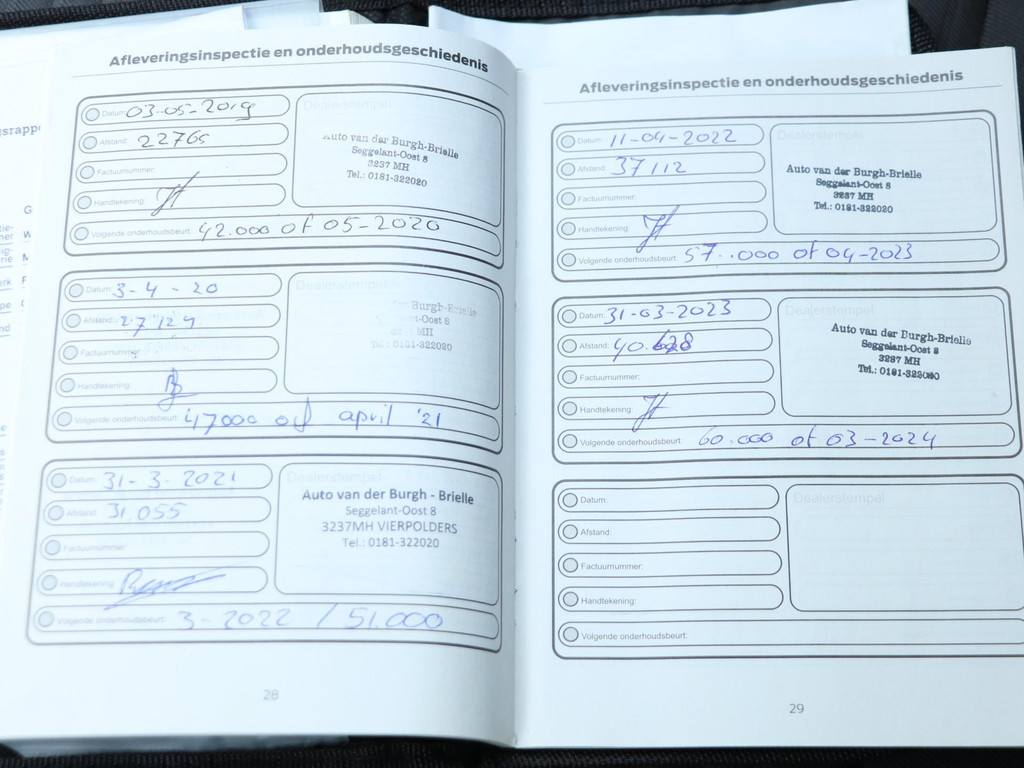 Afleveringsinspectie en onderhoudsgeschiedenis
Datum: 03-05-2019
Dealerstempel
Afstand: 22765
Auto van der Burgh-Brielle
Seggelant-Oost 8
3237 MH
Tel.: 0181-322020
Factuurnummer:
Handtekening:
Volgende onderhoudsbeurt: 42.000 of 05-2020
Datum: 3-4-20
Dealerstempel
Afstand: 27124
Burgh-Brielle
t-Oost 8
MH
0181-322020
Factuurnummer:
Handtekening:
Volgende onderhoudsbeurt: 47000 of april '21
Datum: 31-3-2021
Dealerstempel
Afstand: 31.055
Auto van der Burgh - Brielle
Seggelant-Oost 8
3237MH VIERPOLDERS
Tel.: 0181-322020
Factuurnummer:
Handtekening:
Volgende onderhoudsbeurt: 3-2022 / 51.000
28
Afleveringsinspectie en onderhoudsgeschiedenis
Datum: 11-04-2022
Dealerstempel
Afstand: 37112
Auto van der Burgh-Brielle
Seggelant-Oost 8
3237 MH
Tel.: 0181-322020
Factuurnummer:
Handtekening:
Volgende onderhoudsbeurt: 57.000 of 04-2023
Datum: 31-03-2023
Dealerstempel
Afstand: 40.628
Auto van der Burgh-Brielle
Seggelant-Oost 8
3237 MH
Tel.: 0181-322020
Factuurnummer:
Handtekening:
Volgende onderhoudsbeurt: 60.000 of 03-2024
Datum:
Dealerstempel
Afstand:
Factuurnummer:
Handtekening:
Volgende onderhoudsbeurt:
29